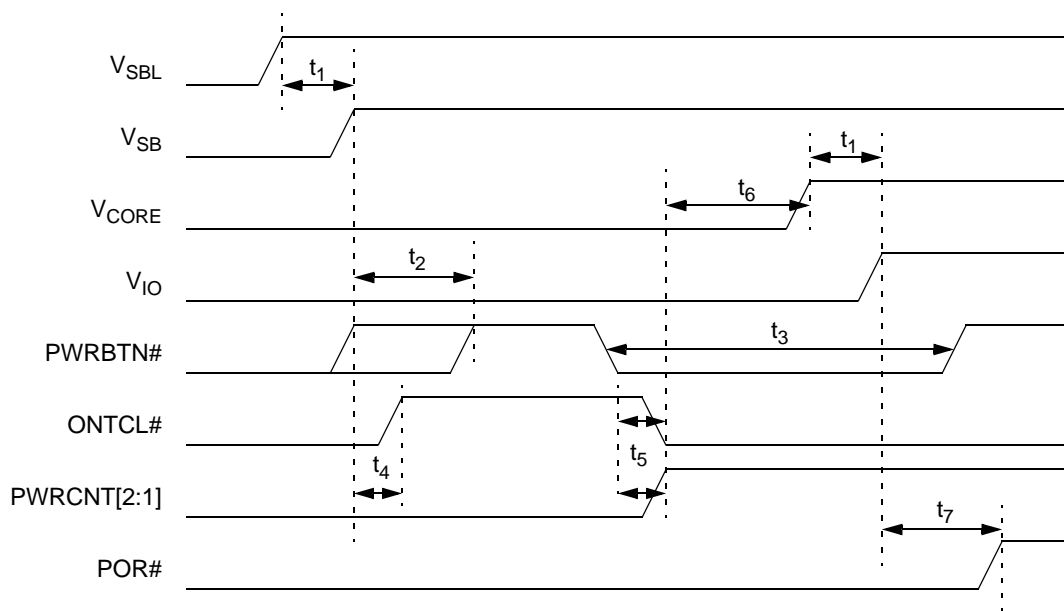 V_SBL
t_1
V_SB
t_1
V_CORE
t_6
V_IO
t_2
PWRBTN#
t_3
ONTCL#
t_4
t_5
PWRCNT[2:1]
t_7
POR#